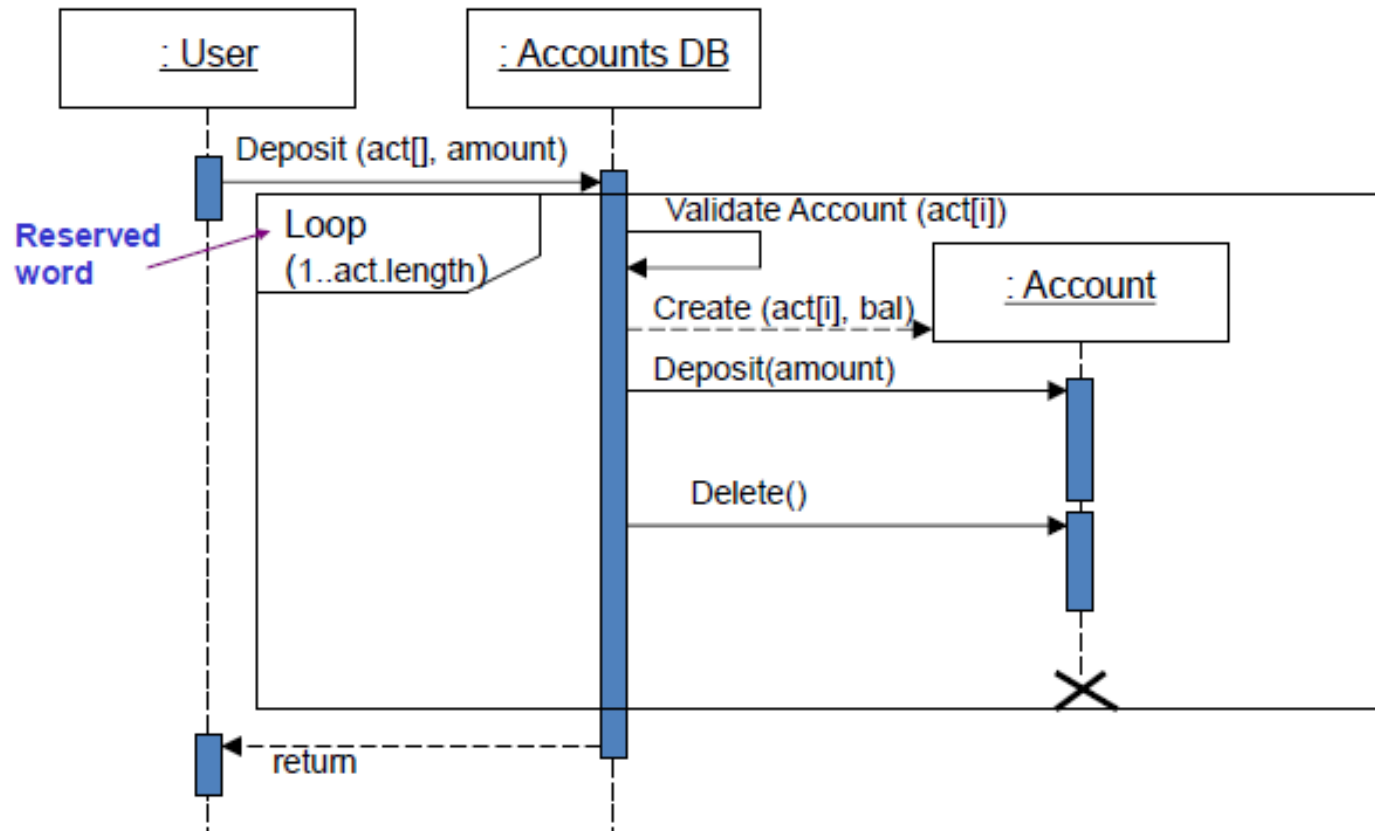 : User
: Accounts DB
Deposit (act[], amount)
Validate Account (act[i])
Reserved
word
Loop
(1..act.length)
: Account
Create (act[i], bal)
Deposit(amount)
Delete()
return